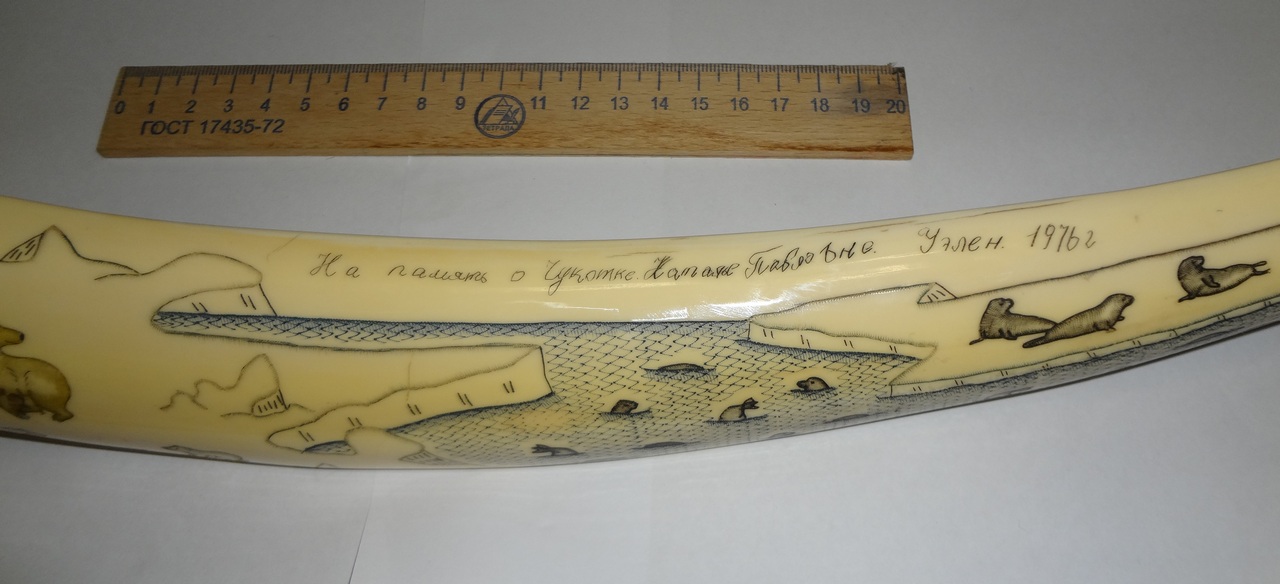 0 1 2 3 4 5 6 7 8 9 11 12 13 14 15 16 17 18 19 20
ГОСТ 17435-72
На память о Чукотке. Наталье Павловне. Уэлен. 1976г